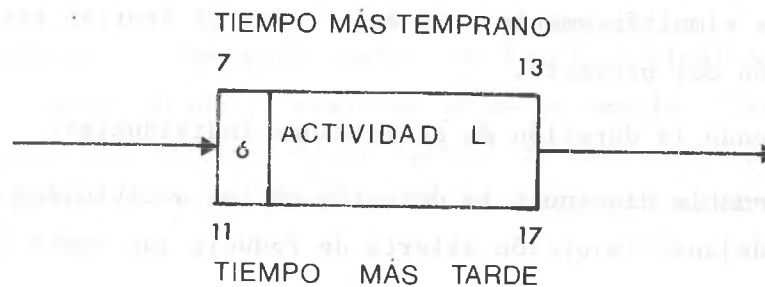 TIEMPO MÁS TEMPRANO
7 13
6 ACTIVIDAD L
11 17
TIEMPO MÁS TARDE